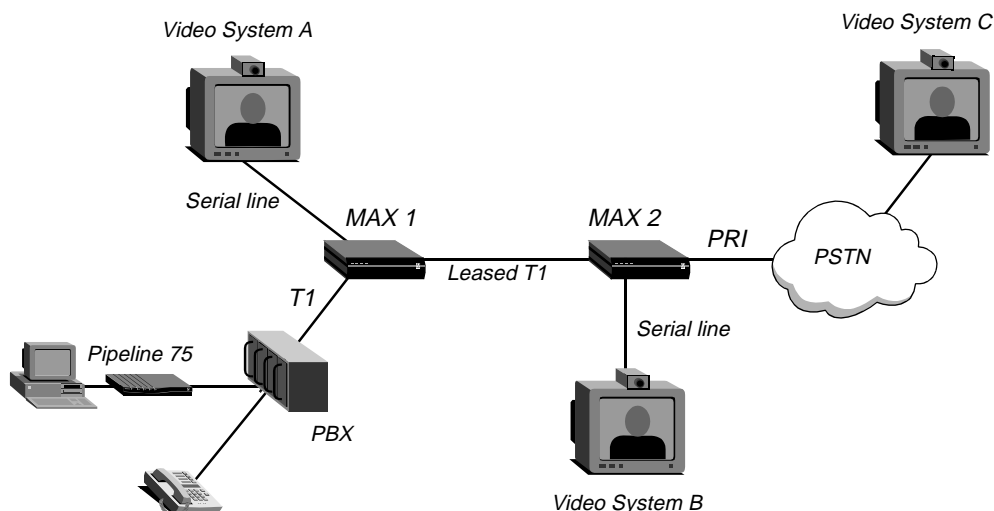 Video System A
Video System C
Serial line
MAX 1
MAX 2
PRI
PSTN
Leased T1
T1
Serial line
Pipeline 75
PBX
Video System B